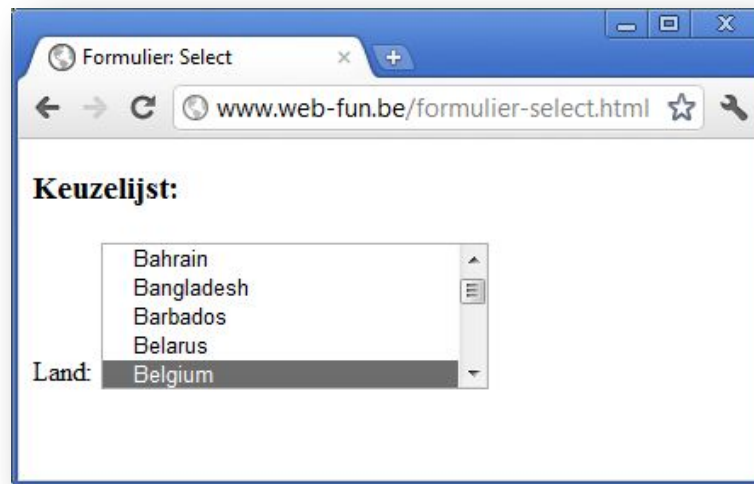 Formulier: Select
www.web-fun.be/formulier-select.html
Keuzelijst:
Bahrain
Bangladesh
Barbados
Belarus
Land: Belgium